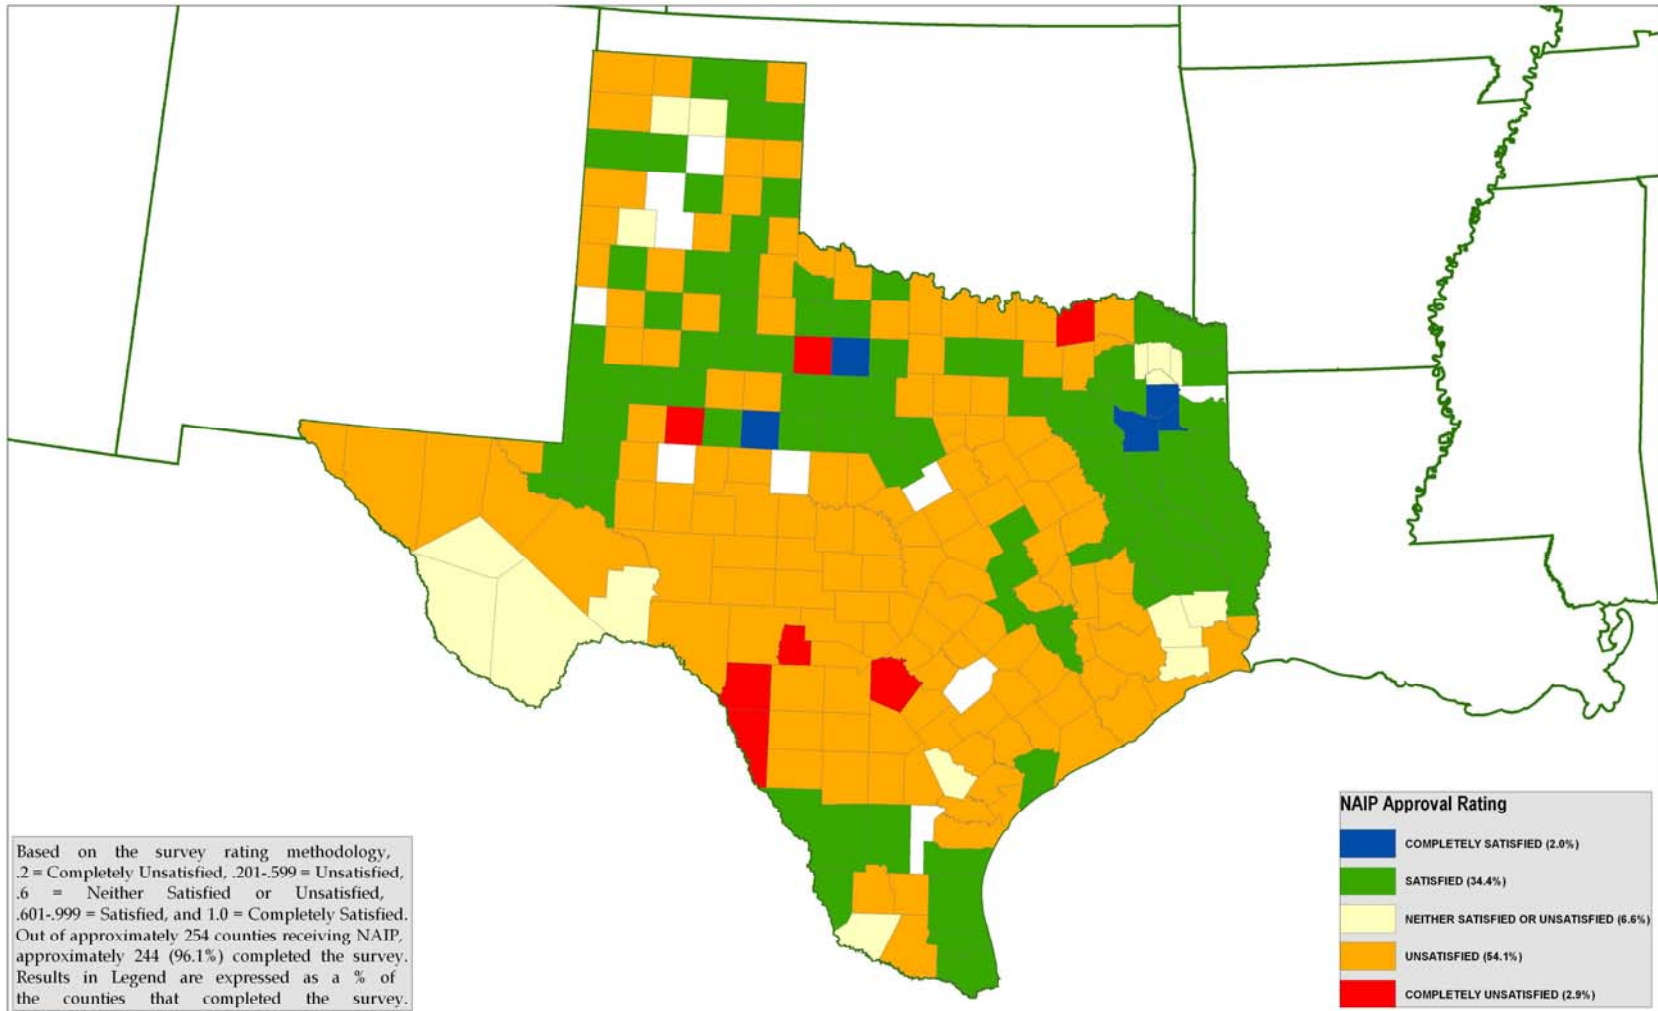 Based on the survey rating methodology,
.2 = Completely Unsatisfied, .201-.599 = Unsatisfied,
.6 = Neither Satisfied or Unsatisfied,
.601-.999 = Satisfied, and 1.0 = Completely Satisfied.
Out of approximately 254 counties receiving NAIP,
approximately 244 (96.1%) completed the survey.
Results in Legend are expressed as a % of
the counties that completed the survey.
NAIP Approval Rating
COMPLETELY SATISFIED (2.0%)
SATISFIED (34.4%)
NEITHER SATISFIED OR UNSATISFIED (6.6%)
UNSATISFIED (54.1%)
COMPLETELY UNSATISFIED (2.9%)